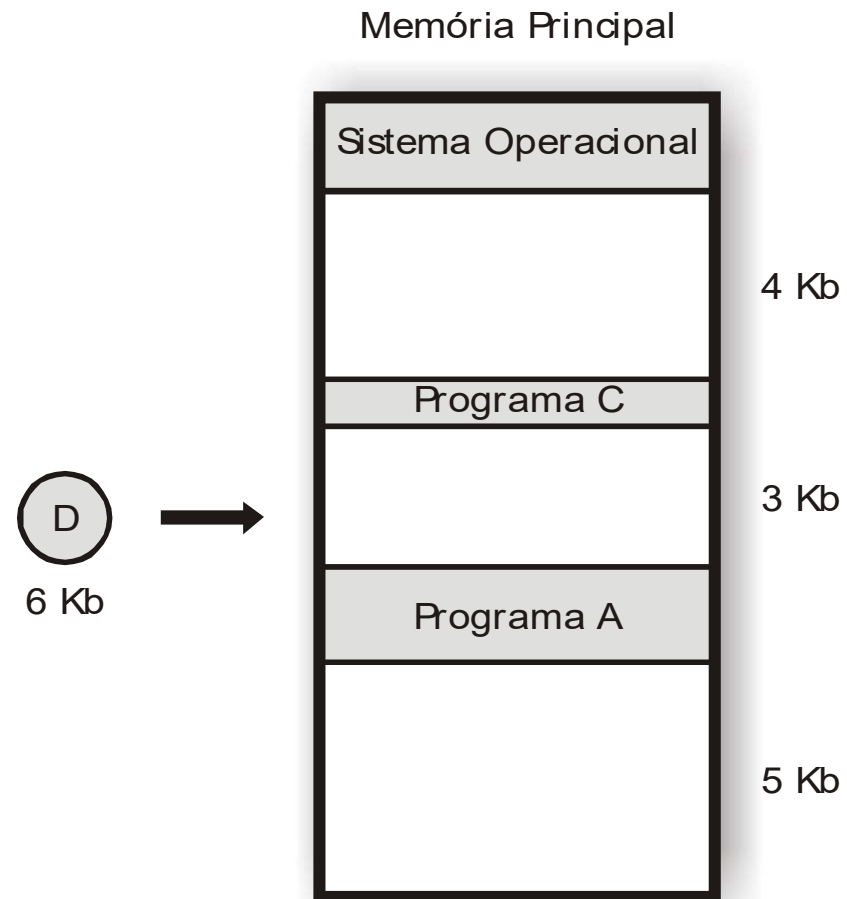 Memória Principal
Sistema Operacional
4 Kb
Programa C
3 Kb
D
6 Kb
Programa A
5 Kb